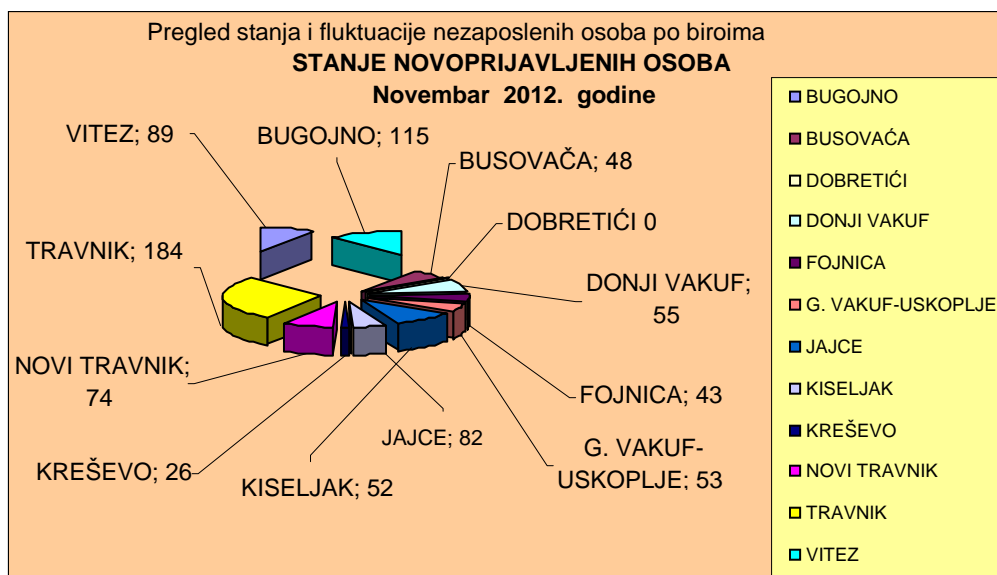 Pregled stanja i fluktuacije nezaposlenih osoba po biroima
STANJE NOVOPRIJAVLJENIH OSOBA
Novembar 2012. godine
VITEZ; 89
BUGOJNO; 115
BUSOVAČA; 48
DOBRETIĆI 0
TRAVNIK; 184
DONJI VAKUF;
55
NOVI TRAVNIK;
74
FOJNICA; 43
JAJCE; 82
G. VAKUF-
USKOPLJE; 53
KREŠEVO; 26
KISELJAK; 52
BUGOJNO
BUSOVAĆA
DOBRETIĆI
DONJI VAKUF
FOJNICA
G. VAKUF-USKOPLJE
JAJCE
KISELJAK
KREŠEVO
NOVI TRAVNIK
TRAVNIK
VITEZ